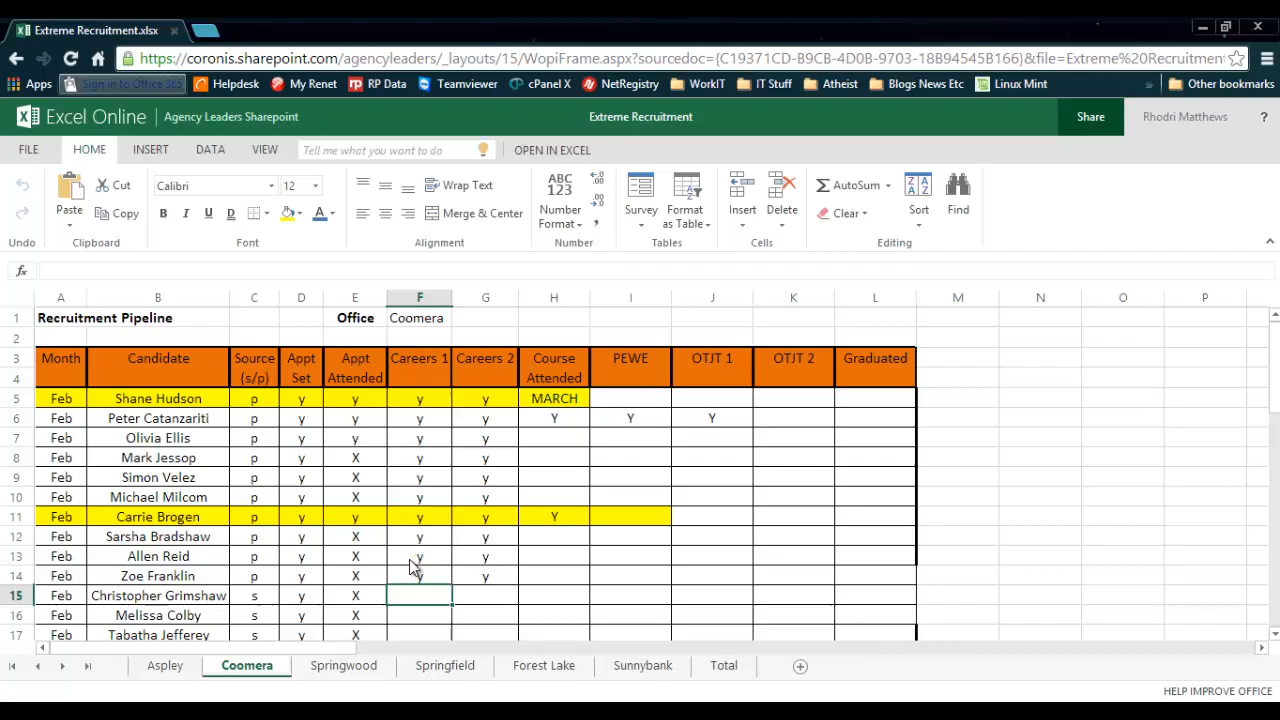 Extreme Recruitment.xlsx
https://coronis.sharepoint.com/agencyleaders/_layouts/15/WopiFrame.aspx?sourcedoc={C19371CD-B9CB-4D0B-9703-18B94545B166}&file=Extreme%20Recruitment
Apps Sign in to Office 365 Helpdesk My Renet RP Data Teamviewer cPanel X NetRegistry WorkIT IT Stuff Atheist Blogs News Etc Linux Mint » Other bookmarks
Excel Online Agency Leaders Sharepoint Extreme Recruitment Share Rhodri Matthews ?
FILE HOME INSERT DATA VIEW Tell me what you want to do OPEN IN EXCEL
Cut Calibri 12 Wrap Text ABC 123 AutoSum
Paste Copy B I U D A Merge & Center Number Format Survey Format as Table Insert Delete Clear Sort Find
Undo Clipboard Font Alignment Number Tables Cells Editing
fx
A B C D E F G H I J K L M N O P
1 Recruitment Pipeline Office Coomera
2
3 Month Candidate Source Appt Appt Careers 1 Careers 2 Course PEWE OTJT 1 OTJT 2 Graduated
4 (s/p) Set Attended Attended
5 Feb Shane Hudson p y y y y MARCH
6 Feb Peter Catanzariti p y y y y Y Y Y
7 Feb Olivia Ellis p y y y y
8 Feb Mark Jessop p y X y y
9 Feb Simon Velez p y X y y
10 Feb Michael Milcom p y X y y
11 Feb Carrie Brogen p y y y y Y
12 Feb Sarsha Bradshaw p y X y y
13 Feb Allen Reid p y X y y
14 Feb Zoe Franklin p y X y y
15 Feb Christopher Grimshaw s y X
16 Feb Melissa Colby s y X
17 Feb Tabatha Jefferey s y X
Aspley Coomera Springwood Springfield Forest Lake Sunnybank Total
HELP IMPROVE OFFICE